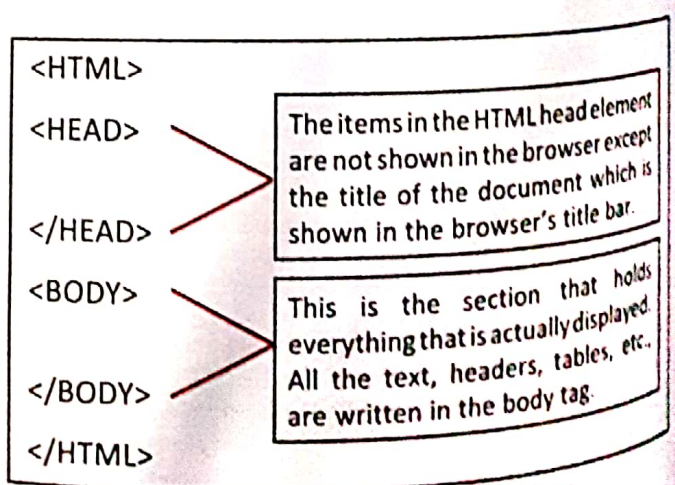 <HTML>
<HEAD>
The items in the HTML head element
are not shown in the browser except
the title of the document which is
shown in the browser's title bar.
</HEAD>
<BODY>
This is the section that holds
everything that is actually displayed.
All the text, headers, tables, etc.,
are written in the body tag.
</BODY>
</HTML>